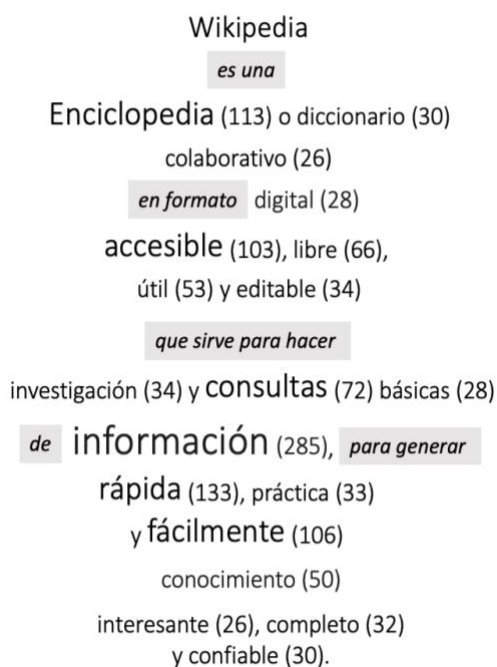 Wikipedia
es una
Enciclopedia (113) o diccionario (30)
colaborativo (26)
en formato digital (28)
accesible (103), libre (66),
útil (53) y editable (34)
que sirve para hacer
investigación (34) y consultas (72) básicas (28)
de información (285), para generar
rápida (133), práctica (33)
y fácilmente (106)
conocimiento (50)
interesante (26), completo (32)
y confiable (30).